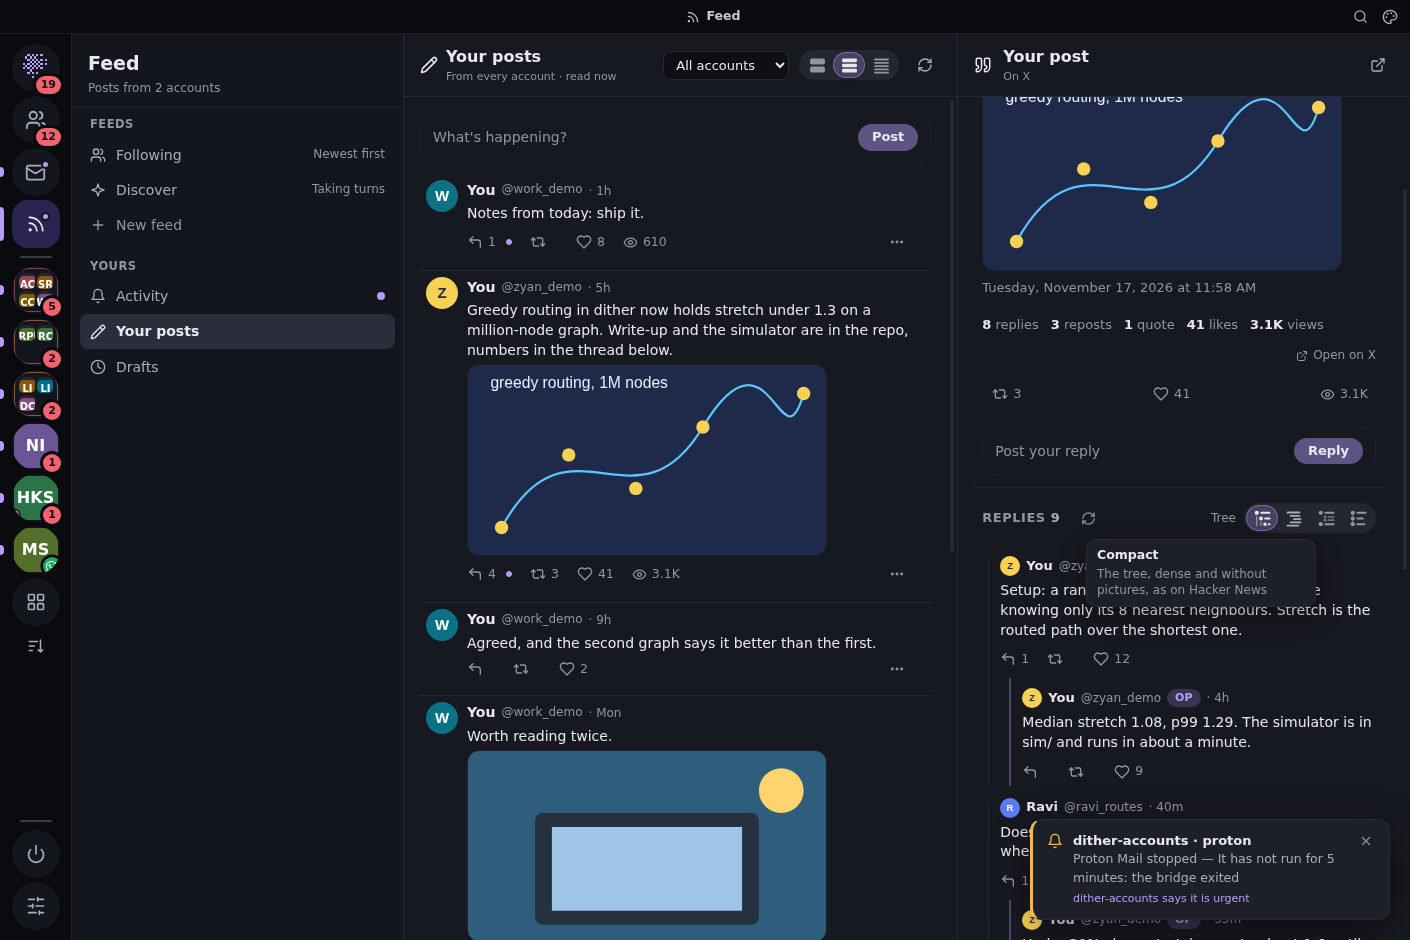 Feed
19
12
5
2
2
1
1
AC SR
CC
RP RC
LI LI
DC
NI
HKS
MS
Feed
Posts from 2 accounts
FEEDS
Following Newest first
Discover Taking turns
New feed
YOURS
Activity
Your posts
Drafts
Your posts
From every account · read now
All accounts
What's happening?
Post
W
You @work_demo · 1h
Notes from today: ship it.
1 8 610
Z
You @zyan_demo · 5h
Greedy routing in dither now holds stretch under 1.3 on a
million-node graph. Write-up and the simulator are in the repo,
numbers in the thread below.
greedy routing, 1M nodes
4 3 41 3.1K
W
You @work_demo · 9h
Agreed, and the second graph says it better than the first.
2
W
You @work_demo · Mon
Worth reading twice.
Your post
On X
greedy routing, 1M nodes
Tuesday, November 17, 2026 at 11:58 AM
8 replies 3 reposts 1 quote 41 likes 3.1K views
Open on X
3 41 3.1K
Post your reply
Reply
REPLIES 9
Tree
Compact
The tree, dense and without
pictures, as on Hacker News
Z
You
Setup: a ran
knowing only its 8 nearest neighbours. Stretch is the
routed path over the shortest one.
1 12
Z
You @zyan_demo OP · 4h
Median stretch 1.08, p99 1.29. The simulator is in
sim/ and runs in about a minute.
9
R
Ravi @ravi_routes · 40m
1
dither-accounts · proton
Proton Mail stopped — It has not run for 5
minutes: the bridge exited
dither-accounts says it is urgent
You @zyan_demo OP